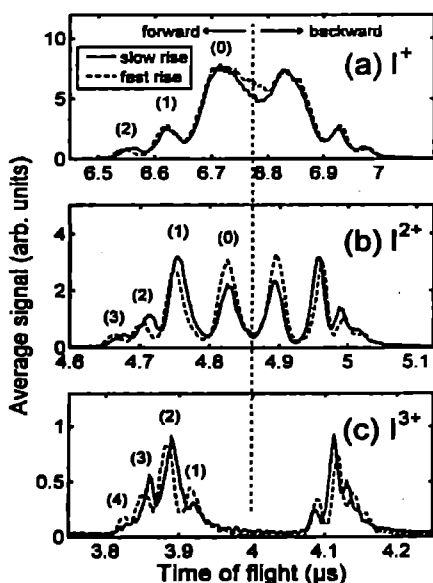 forward backward
slow rise
fast rise
(0)
(1)
(2)
(a) I+
10
5
0
6.5 6.6 6.7 6.8 6.9 7
Average signal (arb. units)
(1)
(0)
(2)
(3)
(b) I2+
4
2
0
4.6 4.7 4.8 4.9 5 5.1
(2)
(3)
(1)
(4)
(c) I3+
1
0.5
0
3.8 3.9 4 4.1 4.2
Time of flight (μs)